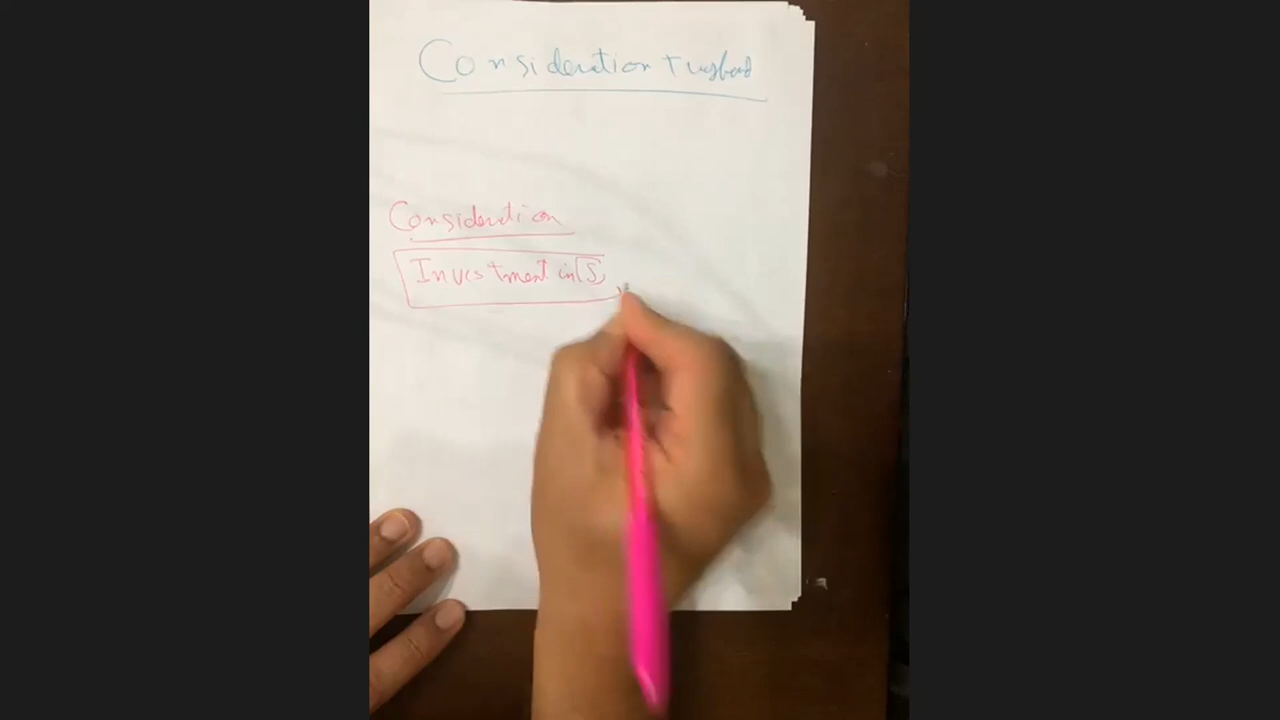 Consideration +
Consideration
Investment in S